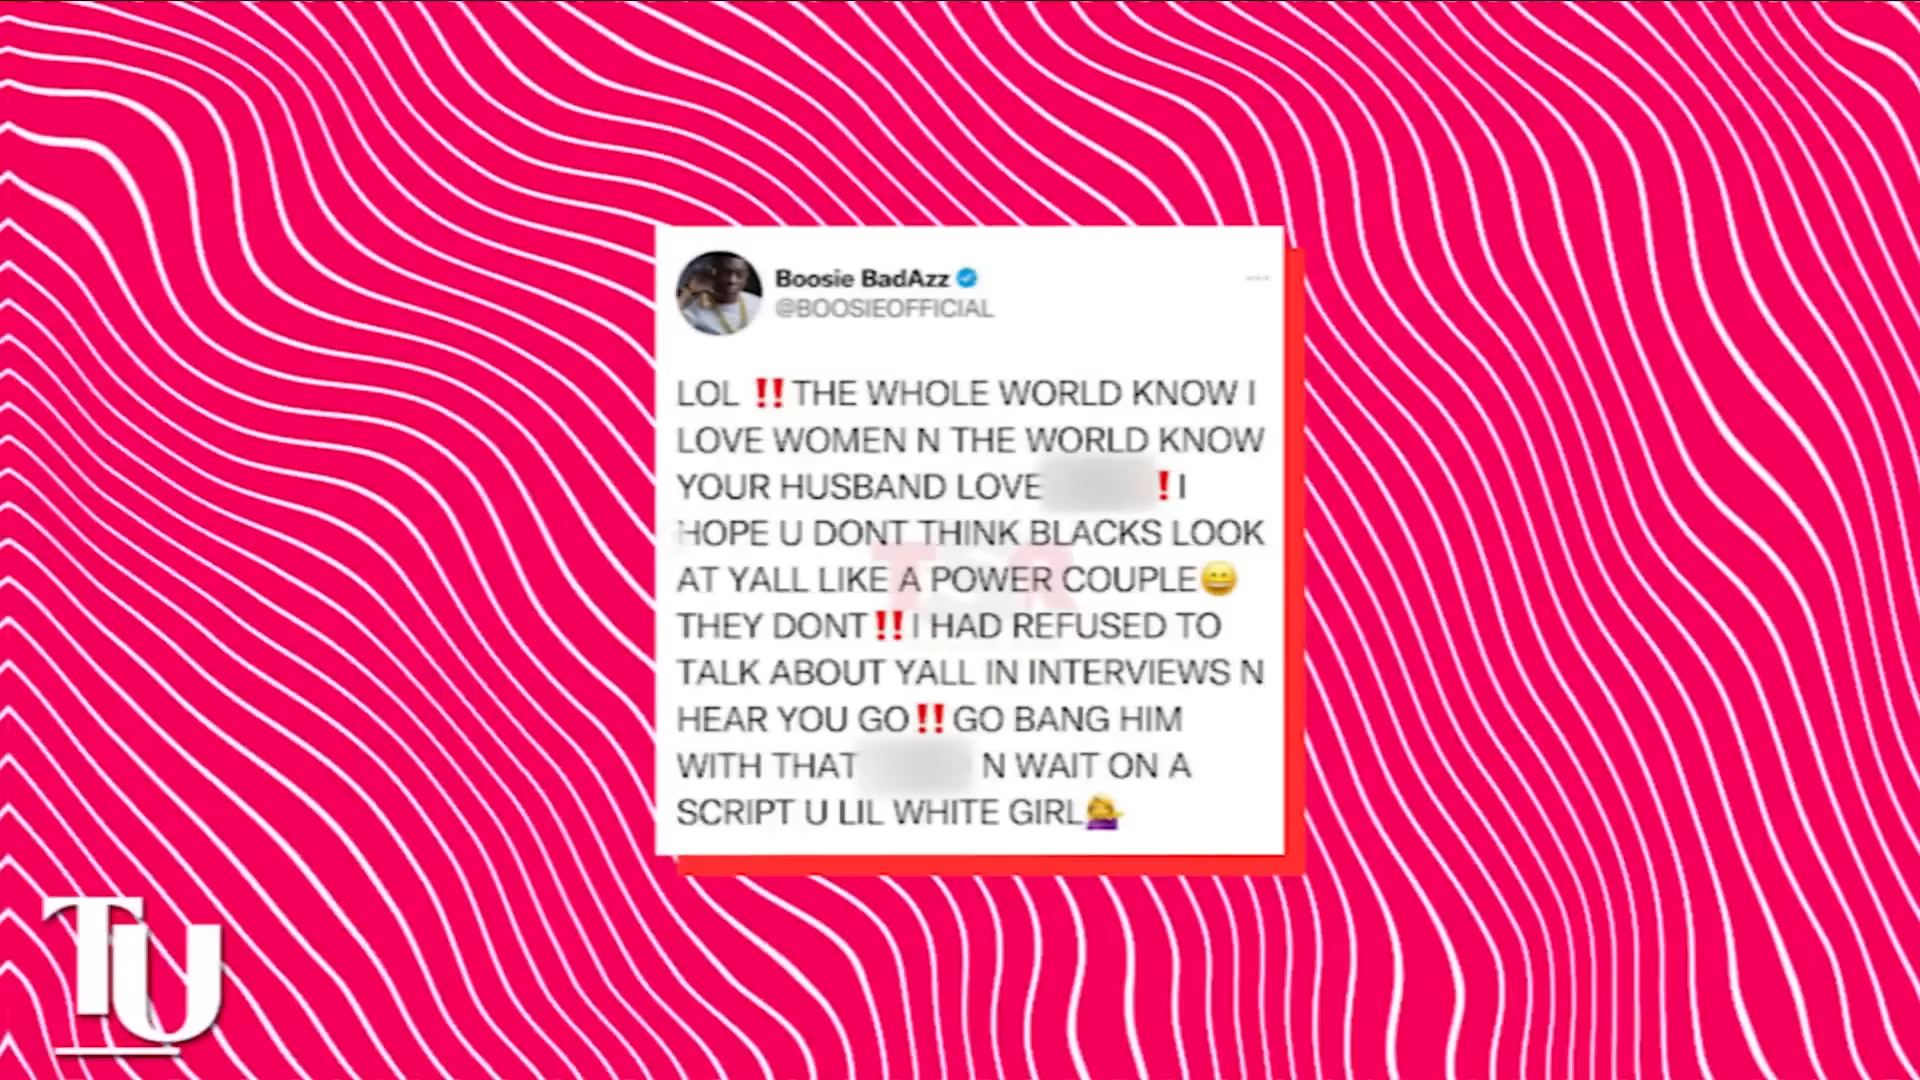 Boosie BadAzz
@BOOSIEOFFICIAL
LOL ‼️ THE WHOLE WORLD KNOW I
LOVE WOMEN N THE WORLD KNOW
YOUR HUSBAND LOVE ❗I
HOPE U DONT THINK BLACKS LOOK
AT YALL LIKE A POWER COUPLE😀
THEY DONT‼️I HAD REFUSED TO
TALK ABOUT YALL IN INTERVIEWS N
HEAR YOU GO‼️GO BANG HIM
WITH THAT N WAIT ON A
SCRIPT U LIL WHITE GIRL💁
TU